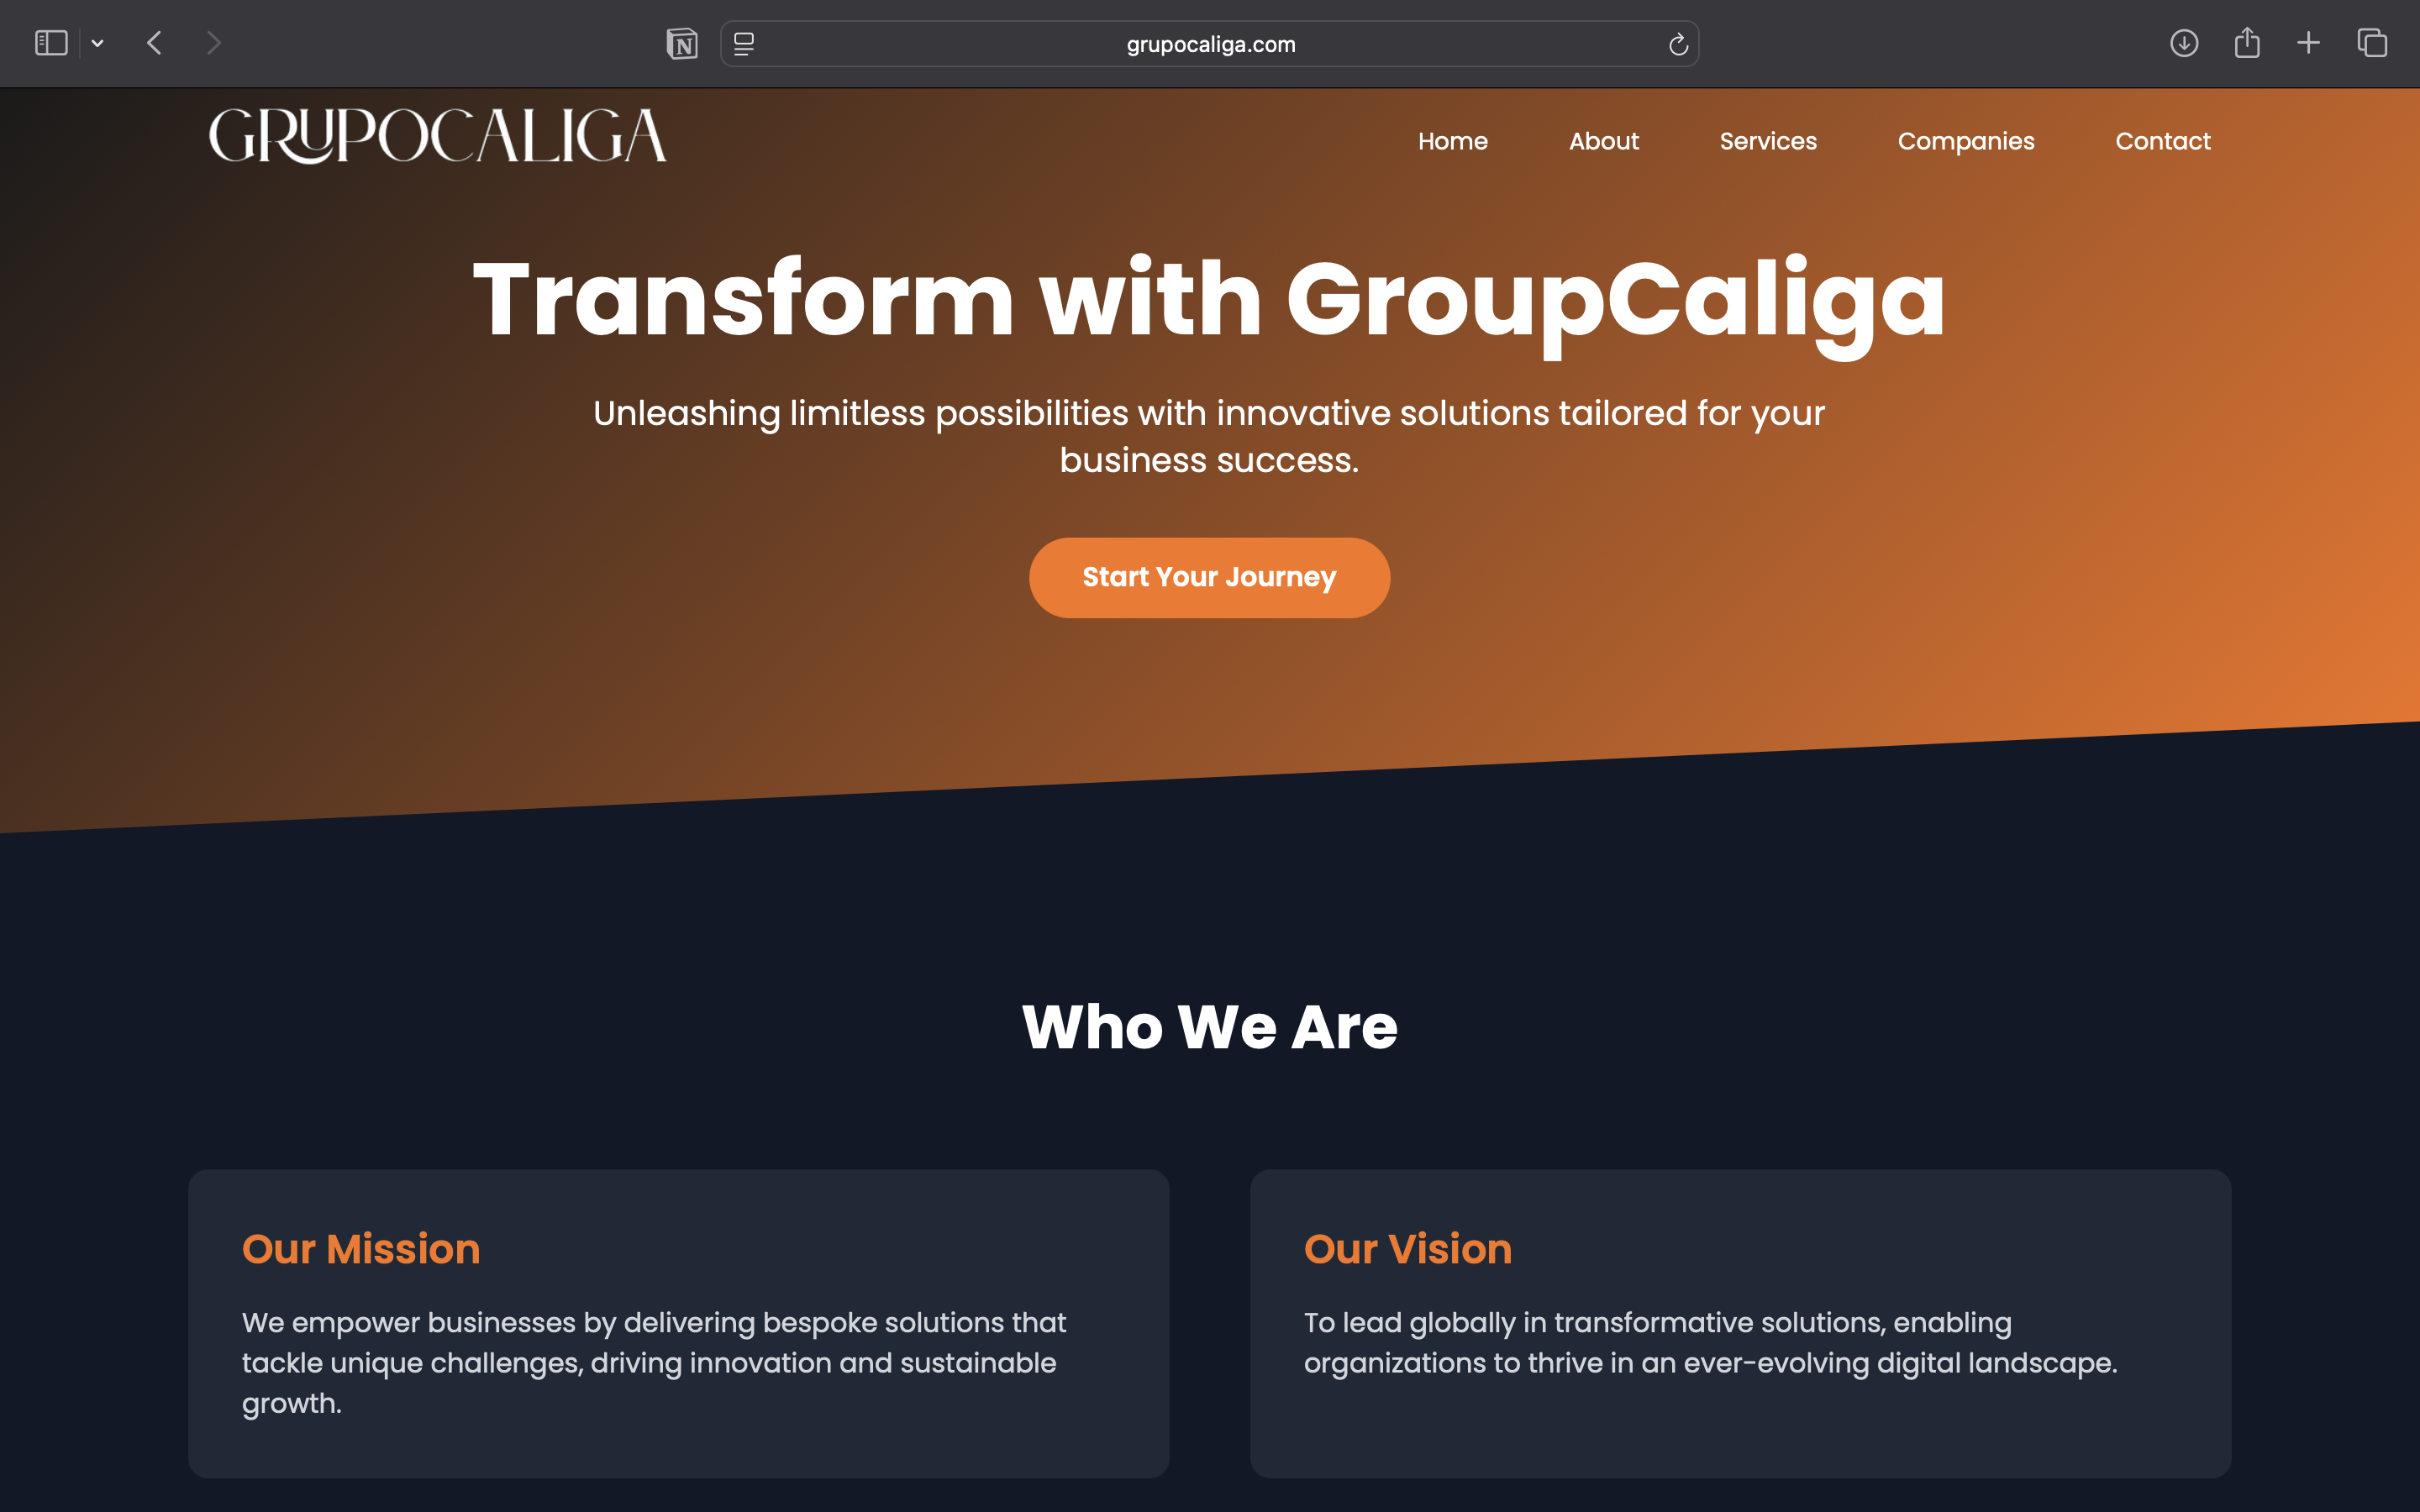 grupocaliga.com
GRUPOCALIGA
Home About Services Companies Contact
Transform with GroupCaliga
Unleashing limitless possibilities with innovative solutions tailored for your
business success.
Start Your Journey
Who We Are
Our Mission
We empower businesses by delivering bespoke solutions that
tackle unique challenges, driving innovation and sustainable
growth.
Our Vision
To lead globally in transformative solutions, enabling
organizations to thrive in an ever-evolving digital landscape.